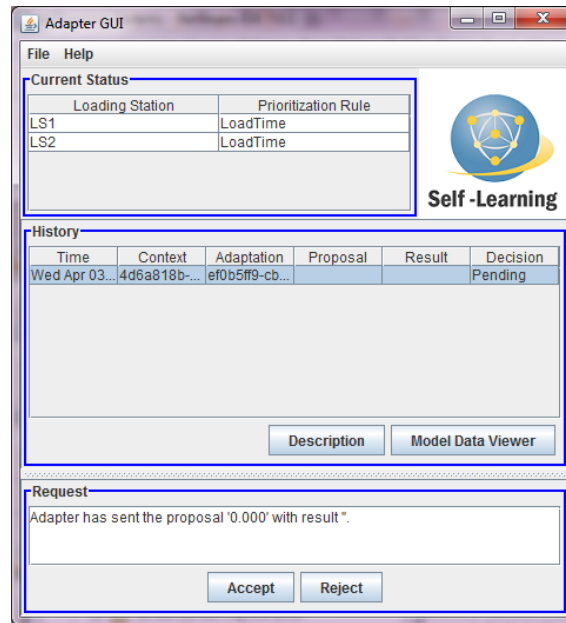 Adapter GUI
File Help
Current Status
Loading Station Prioritization Rule
LS1 LoadTime
LS2 LoadTime
Self -Learning
History
Time Context Adaptation Proposal Result Decision
Wed Apr 03... 4d6a818b-... ef0b5ff9-cb... Pending
Description Model Data Viewer
Request
Adapter has sent the proposal '0.000' with result ''.
Accept Reject